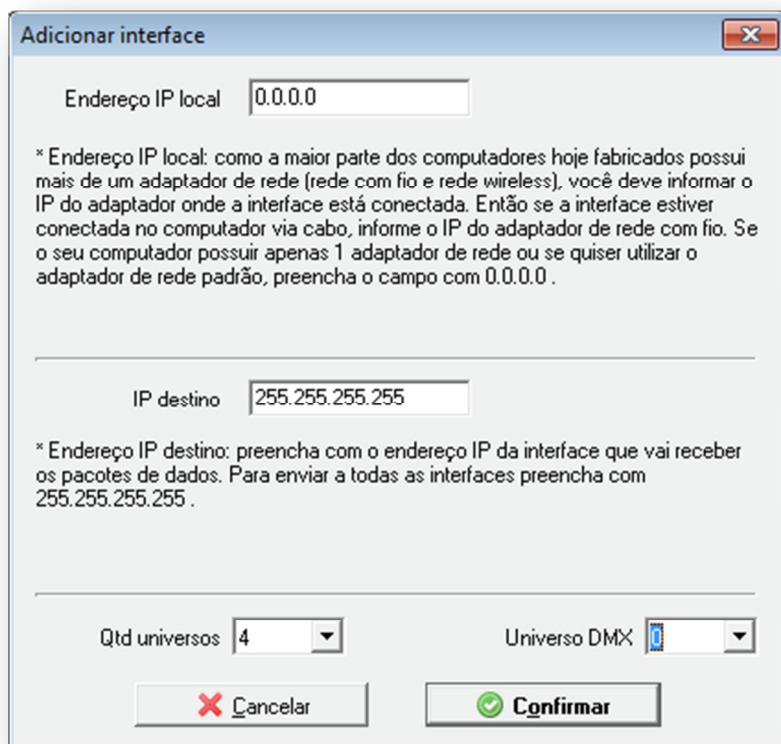 Adicionar interface
Endereço IP local 0.0.0.0
* Endereço IP local: como a maior parte dos computadores hoje fabricados possui
mais de um adaptador de rede (rede com fio e rede wireless), você deve informar o
IP do adaptador onde a interface está conectada. Então se a interface estiver
conectada no computador via cabo, informe o IP do adaptador de rede com fio. Se
o seu computador possuir apenas 1 adaptador de rede ou se quiser utilizar o
adaptador de rede padrão, preencha o campo com 0.0.0.0 .
IP destino 255.255.255.255
* Endereço IP destino: preencha com o endereço IP da interface que vai receber
os pacotes de dados. Para enviar a todas as interfaces preencha com
255.255.255.255 .
Qtd universos 4 Universo DMX 0
Cancelar Confirmar